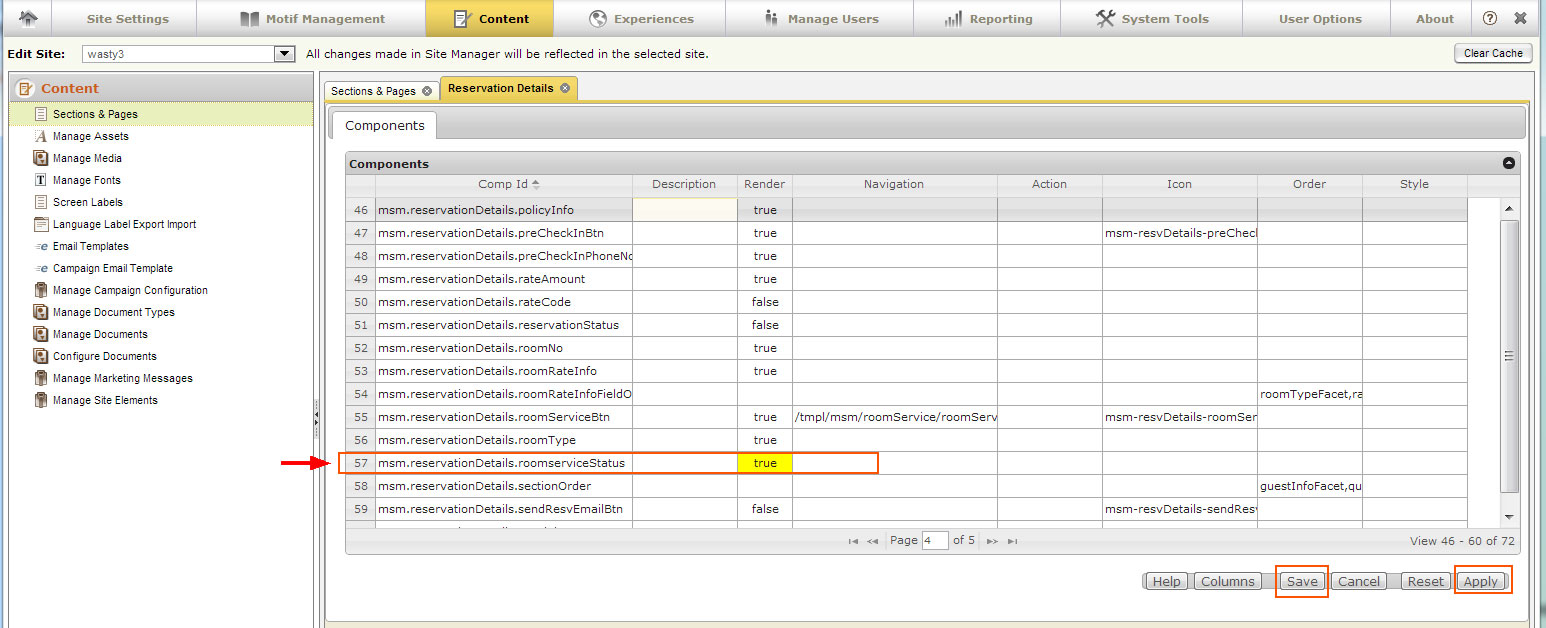 Site Settings Motif Management Content Experiences Manage Users Reporting System Tools User Options About ?
Edit Site: wasty3 All changes made in Site Manager will be reflected in the selected site. Clear Cache
Content
Sections & Pages
Manage Assets
Manage Media
Manage Fonts
Screen Labels
Language Label Export Import
Email Templates
Campaign Email Template
Manage Campaign Configuration
Manage Document Types
Manage Documents
Configure Documents
Manage Marketing Messages
Manage Site Elements
Sections & Pages Reservation Details
Components
Components
Comp Id Description Render Navigation Action Icon Order Style
46 msm.reservationDetails.policyInfo true
47 msm.reservationDetails.preCheckInBtn true msm-resvDetails-preChec
48 msm.reservationDetails.preCheckInPhoneNo true
49 msm.reservationDetails.rateAmount true
50 msm.reservationDetails.rateCode false
51 msm.reservationDetails.reservationStatus false
52 msm.reservationDetails.roomNo true
53 msm.reservationDetails.roomRateInfo true
54 msm.reservationDetails.roomRateInfoFieldO roomTypeFacet,ra
55 msm.reservationDetails.roomServiceBtn true /tmpl/msm/roomService/roomServ msm-resvDetails-roomSer
56 msm.reservationDetails.roomType true
57 msm.reservationDetails.roomserviceStatus true
58 msm.reservationDetails.sectionOrder guestInfoFacet,qu
59 msm.reservationDetails.sendResvEmailBtn false msm-resvDetails-sendResv
Page 4 of 5 View 46 - 60 of 72
Help Columns Save Cancel Reset Apply